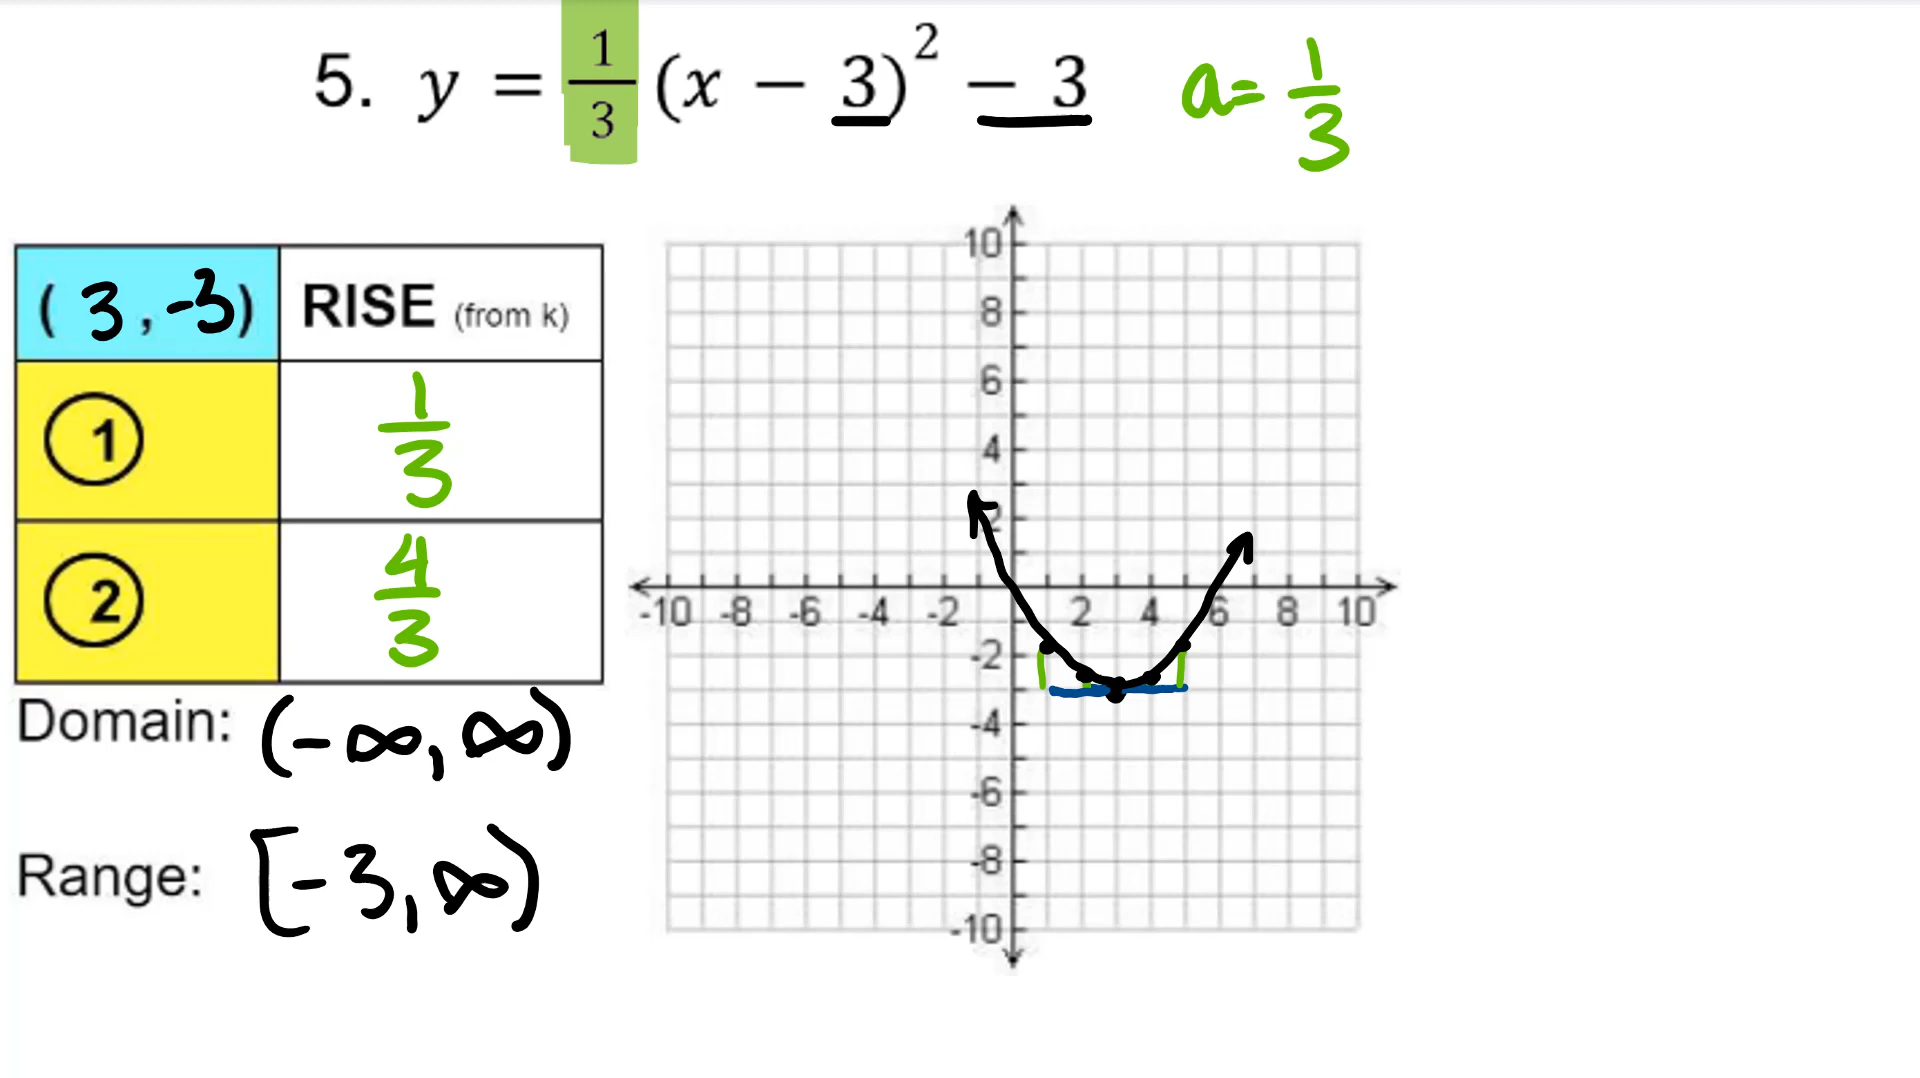 5. y = 1/3 (x − 3)² − 3 a = 1/3
( 3 , -3 ) RISE (from k)
1 1/3
2 4/3
Domain: (-∞, ∞)
Range: [-3, ∞)
10
8
6
4
2
-10 -8 -6 -4 -2 2 4 6 8 10
-2
-4
-6
-8
-10